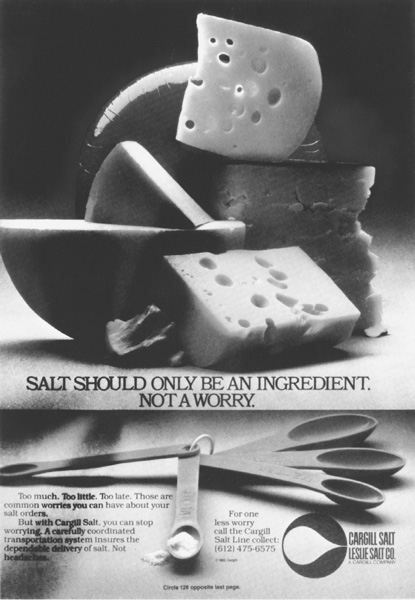 SALT SHOULD ONLY BE AN INGREDIENT.
NOT A WORRY.
Too much. Too little. Too late. Those are
common worries you can have about your
salt orders.
But with Cargill Salt, you can stop
worrying. A carefully coordinated
transportation system insures the
dependable delivery of salt. Not
headaches.
For one
less worry
call the Cargill
Salt Line collect:
(612) 475-6575
CARGILL SALT
LESLIE SALT CO.
A CARGILL COMPANY
Circle 128 opposite last page.